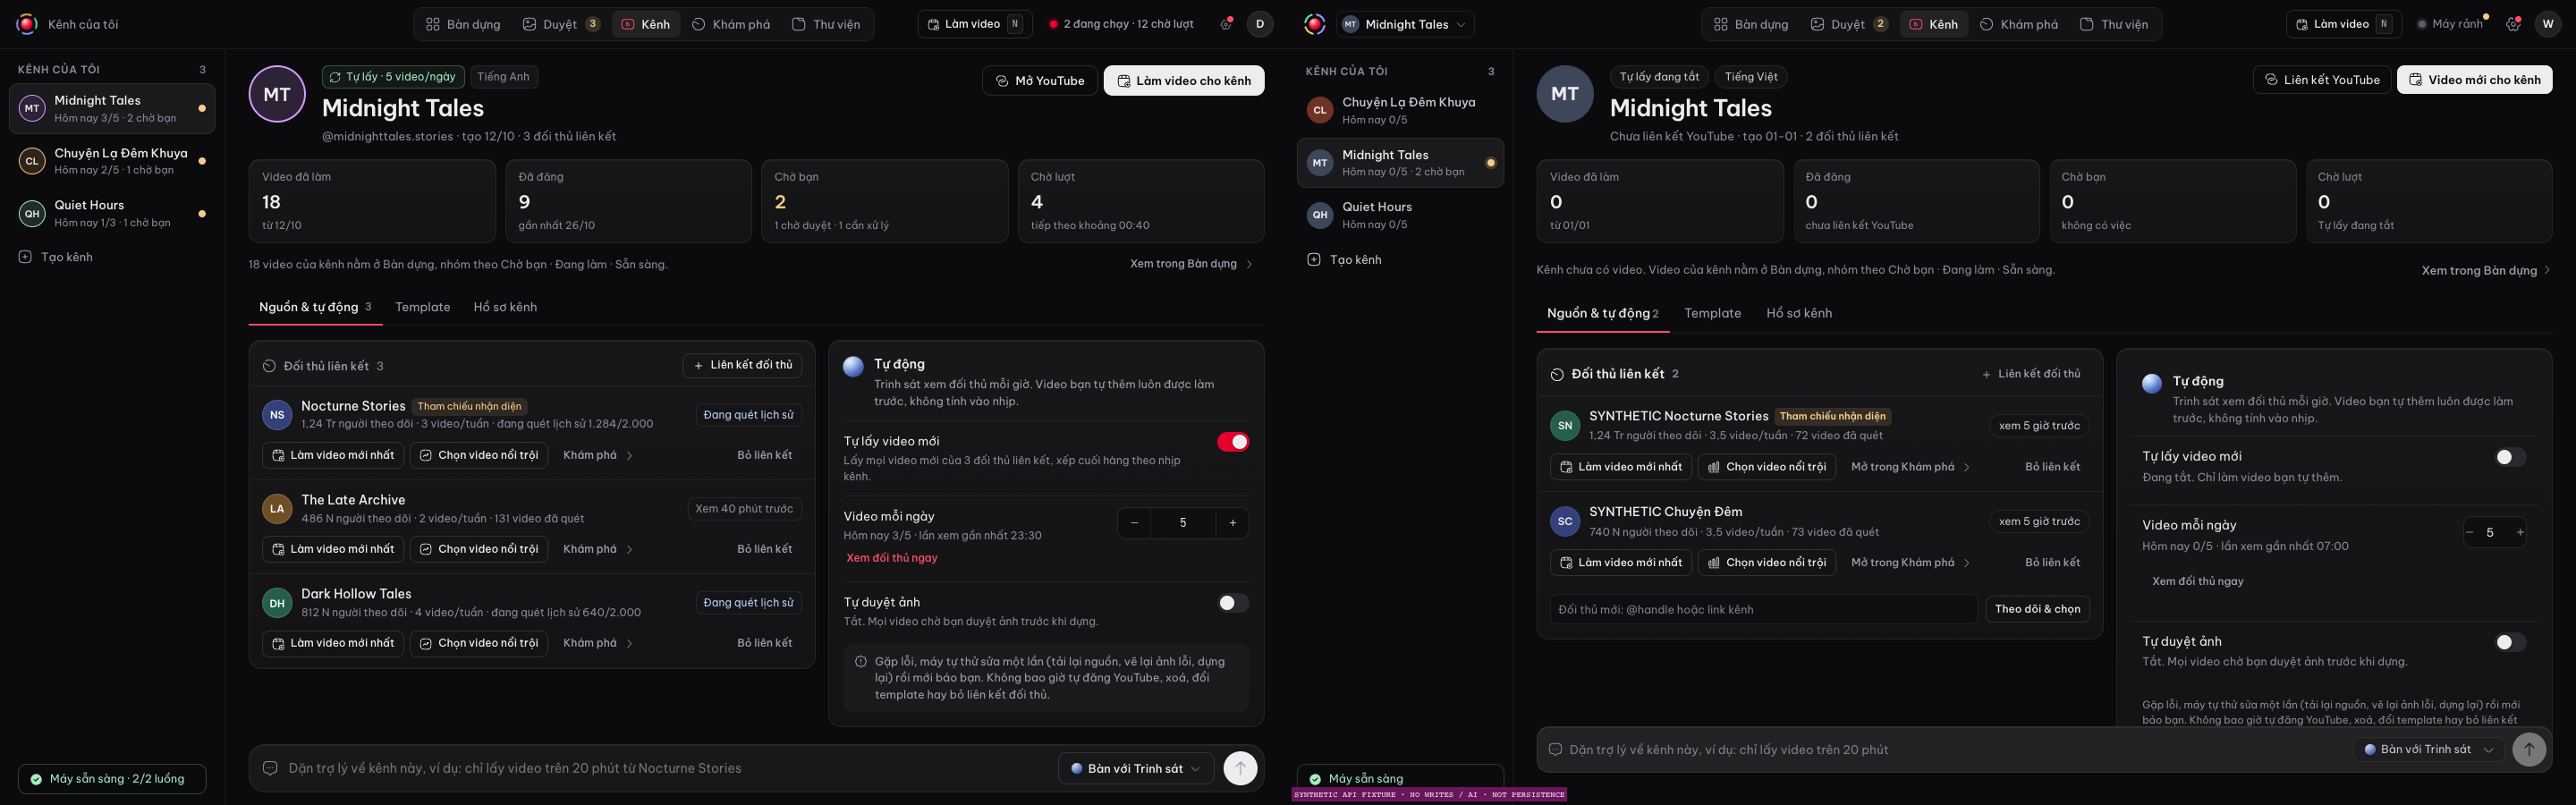 Kênh của tôi
Bàn dựng
Duyệt 3
Kênh
Khám phá
Thư viện
Làm video N
2 đang chạy · 12 chờ lượt
D
KÊNH CỦA TÔI 3
MT
Midnight Tales
Hôm nay 3/5 · 2 chờ bạn
CL
Chuyện Lạ Đêm Khuya
Hôm nay 2/5 · 1 chờ bạn
QH
Quiet Hours
Hôm nay 1/3 · 1 chờ bạn
Tạo kênh
Máy sẵn sàng · 2/2 luồng
MT
Tự lấy · 5 video/ngày
Tiếng Anh
Midnight Tales
@midnighttales.stories · tạo 12/10 · 3 đối thủ liên kết
Mở YouTube
Làm video cho kênh
Video đã làm
18
từ 12/10
Đã đăng
9
gần nhất 26/10
Chờ bạn
2
1 chờ duyệt · 1 cần xử lý
Chờ lượt
4
tiếp theo khoảng 00:40
18 video của kênh nằm ở Bàn dựng, nhóm theo Chờ bạn · Đang làm · Sẵn sàng.
Xem trong Bàn dựng
Nguồn & tự động 3
Template
Hồ sơ kênh
Đối thủ liên kết 3
+ Liên kết đối thủ
NS
Nocturne Stories Tham chiếu nhận diện
1,24 Tr người theo dõi · 3 video/tuần · đang quét lịch sử 1.284/2.000
Đang quét lịch sử
Làm video mới nhất
Chọn video nổi trội
Khám phá
Bỏ liên kết
LA
The Late Archive
486 N người theo dõi · 2 video/tuần · 131 video đã quét
Xem 40 phút trước
Làm video mới nhất
Chọn video nổi trội
Khám phá
Bỏ liên kết
DH
Dark Hollow Tales
812 N người theo dõi · 4 video/tuần · đang quét lịch sử 640/2.000
Đang quét lịch sử
Làm video mới nhất
Chọn video nổi trội
Khám phá
Bỏ liên kết
Tự động
Trinh sát xem đối thủ mỗi giờ. Video bạn tự thêm luôn được làm
trước, không tính vào nhịp.
Tự lấy video mới
Lấy mọi video mới của 3 đối thủ liên kết, xếp cuối hàng theo nhịp
kênh.
Video mỗi ngày
Hôm nay 3/5 · lần xem gần nhất 23:30
− 5 +
Xem đối thủ ngay
Tự duyệt ảnh
Tắt. Mọi video chờ bạn duyệt ảnh trước khi dựng.
Gặp lỗi, máy tự thử sửa một lần (tải lại nguồn, vẽ lại ảnh lỗi, dựng
lại) rồi mới báo bạn. Không bao giờ tự đăng YouTube, xoá, đổi
template hay bỏ liên kết đối thủ.
Dặn trợ lý về kênh này, ví dụ: chỉ lấy video trên 20 phút từ Nocturne Stories
Bàn với Trinh sát
MT Midnight Tales
Bàn dựng
Duyệt 2
Kênh
Khám phá
Thư viện
Làm video N
Máy rảnh
W
KÊNH CỦA TÔI 3
CL
Chuyện Lạ Đêm Khuya
Hôm nay 0/5
MT
Midnight Tales
Hôm nay 0/5 · 2 chờ bạn
QH
Quiet Hours
Hôm nay 0/5
Tạo kênh
Máy sẵn sàng
SYNTHETIC API FIXTURE · NO WRITES / AI · NOT PERSISTENCE
MT
Tự lấy đang tắt
Tiếng Việt
Midnight Tales
Chưa liên kết YouTube · tạo 01-01 · 2 đối thủ liên kết
Liên kết YouTube
Video mới cho kênh
Video đã làm
0
từ 01/01
Đã đăng
0
chưa liên kết YouTube
Chờ bạn
0
không có việc
Chờ lượt
0
Tự lấy đang tắt
Kênh chưa có video. Video của kênh nằm ở Bàn dựng, nhóm theo Chờ bạn · Đang làm · Sẵn sàng.
Xem trong Bàn dựng
Nguồn & tự động 2
Template
Hồ sơ kênh
Đối thủ liên kết 2
+ Liên kết đối thủ
SN
SYNTHETIC Nocturne Stories Tham chiếu nhận diện
1,24 Tr người theo dõi · 3,5 video/tuần · 72 video đã quét
xem 5 giờ trước
Làm video mới nhất
Chọn video nổi trội
Mở trong Khám phá
Bỏ liên kết
SC
SYNTHETIC Chuyện Đêm
740 N người theo dõi · 3,5 video/tuần · 73 video đã quét
xem 5 giờ trước
Làm video mới nhất
Chọn video nổi trội
Mở trong Khám phá
Bỏ liên kết
Đối thủ mới: @handle hoặc link kênh
Theo dõi & chọn
Tự động
Trinh sát xem đối thủ mỗi giờ. Video bạn tự thêm luôn được làm
trước, không tính vào nhịp.
Tự lấy video mới
Đang tắt. Chỉ làm video bạn tự thêm.
Video mỗi ngày
Hôm nay 0/5 · lần xem gần nhất 07:00
− 5 +
Xem đối thủ ngay
Tự duyệt ảnh
Tắt. Mọi video chờ bạn duyệt ảnh trước khi dựng.
Gặp lỗi, máy tự thử sửa một lần (tải lại nguồn, vẽ lại ảnh lỗi, dựng lại) rồi mới
báo bạn. Không bao giờ tự đăng YouTube, xoá, đổi template hay bỏ liên kết
Dặn trợ lý về kênh này, ví dụ: chỉ lấy video trên 20 phút
Bàn với Trinh sát